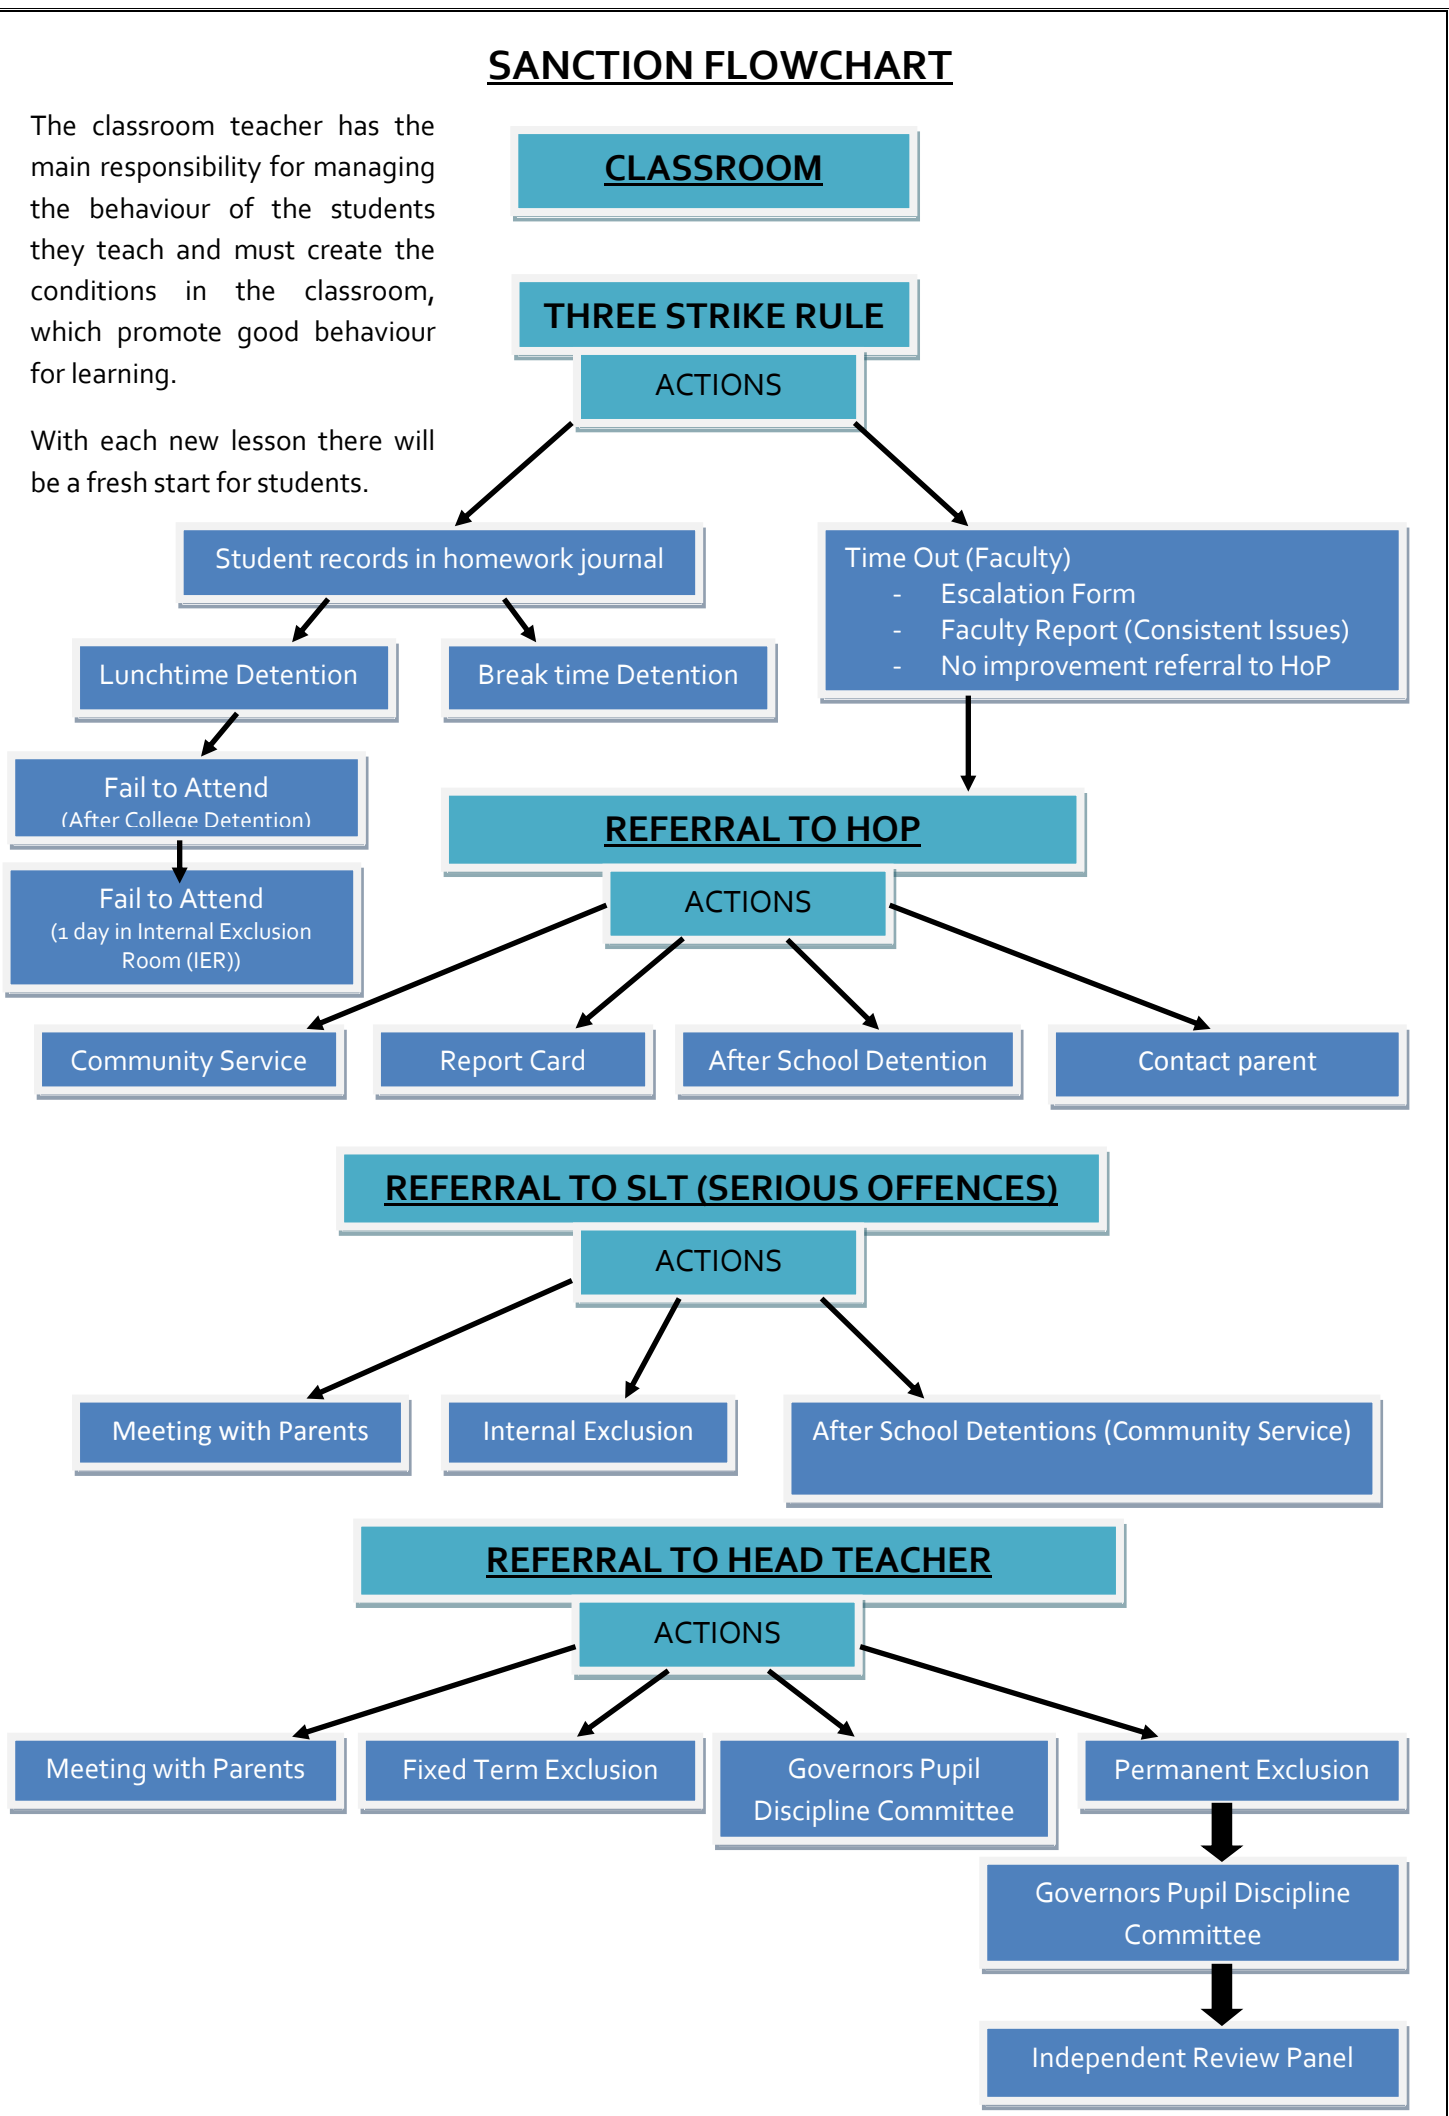 SANCTION FLOWCHART
The classroom teacher has the
main responsibility for managing
the behaviour of the students
they teach and must create the
conditions in the classroom,
which promote good behaviour
for learning.
With each new lesson there will
be a fresh start for students.
CLASSROOM
THREE STRIKE RULE
ACTIONS
Student records in homework journal
Time Out (Faculty)
- Escalation Form
- Faculty Report (Consistent Issues)
- No improvement referral to HoP
Lunchtime Detention
Break time Detention
Fail to Attend
(After College Detention)
Fail to Attend
(1 day in Internal Exclusion
Room (IER))
REFERRAL TO HOP
ACTIONS
Community Service
Report Card
After School Detention
Contact parent
REFERRAL TO SLT (SERIOUS OFFENCES)
ACTIONS
Meeting with Parents
Internal Exclusion
After School Detentions (Community Service)
REFERRAL TO HEAD TEACHER
ACTIONS
Meeting with Parents
Fixed Term Exclusion
Governors Pupil
Discipline Committee
Permanent Exclusion
Governors Pupil Discipline
Committee
Independent Review Panel